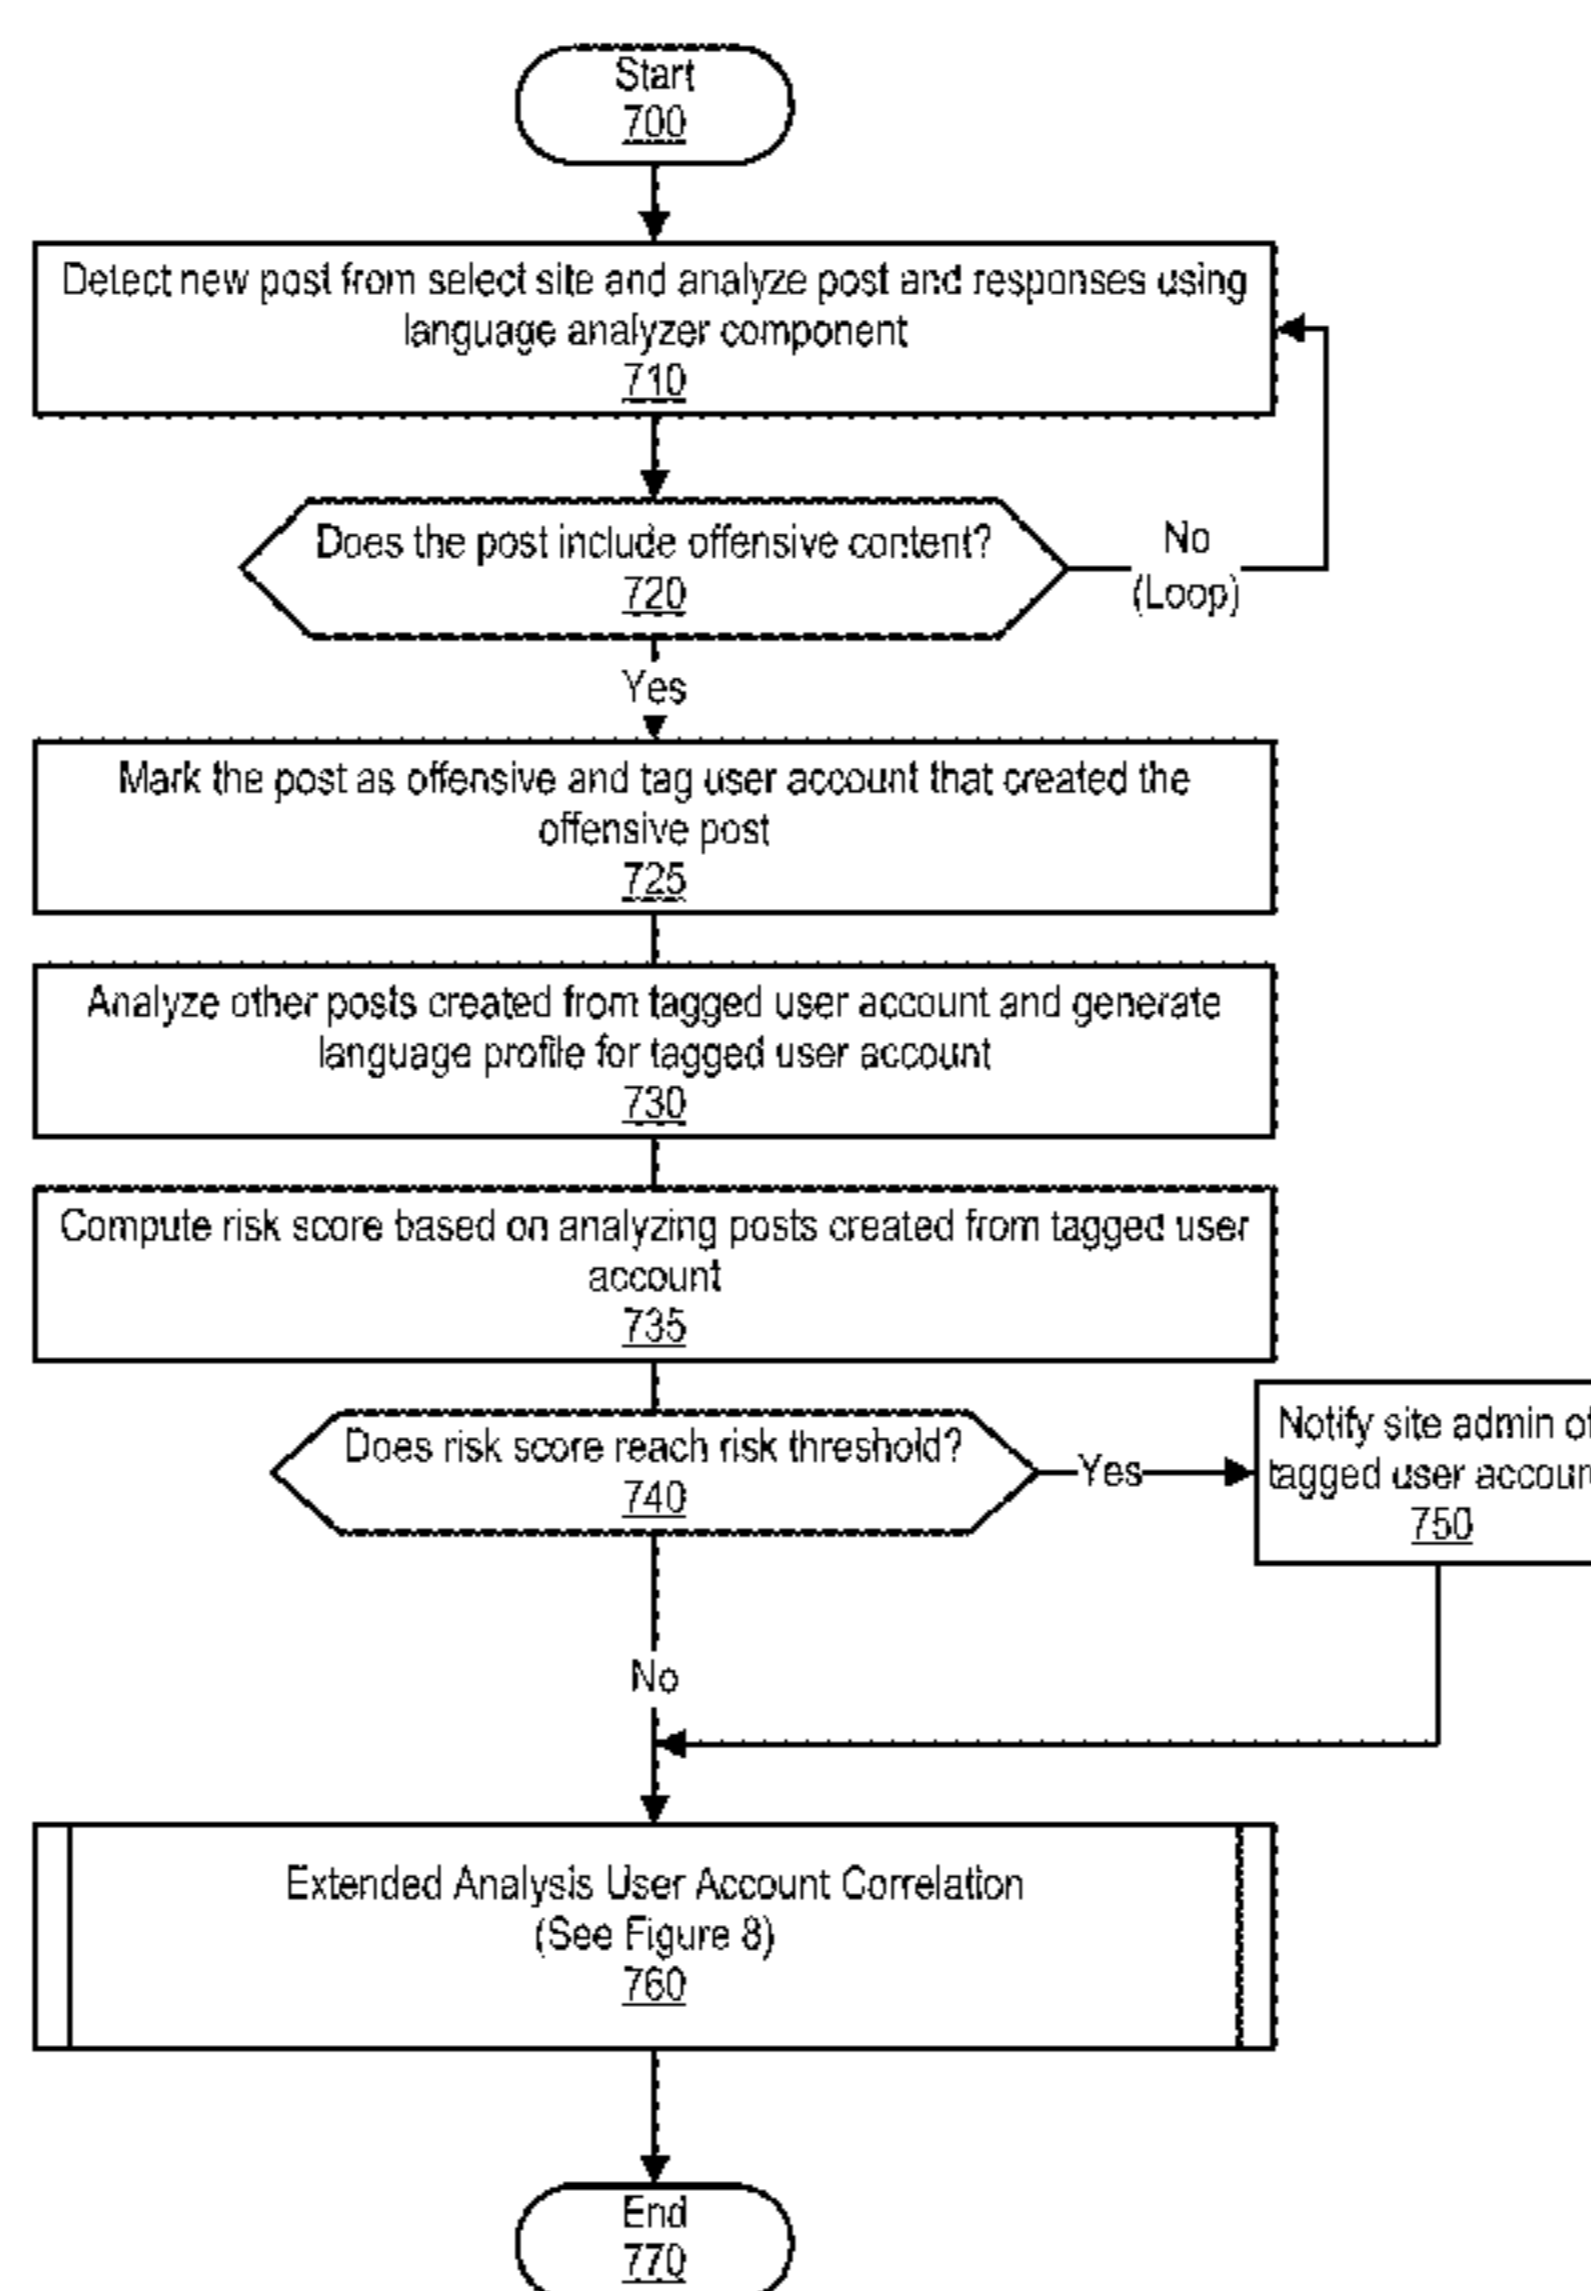 Start
700
Detect new post from select site and analyze post and responses using
language analyzer component
710
Does the post include offensive content?
720
No
(Loop)
Yes
Mark the post as offensive and tag user account that created the
offensive post
725
Analyze other posts created from tagged user account and generate
language profile for tagged user account
730
Compute risk score based on analyzing posts created from tagged user
account
735
Does risk score reach risk threshold?
740
Yes
Notify site admin of
tagged user accoun
750
No
Extended Analysis User Account Correlation
(See Figure 8)
760
End
770